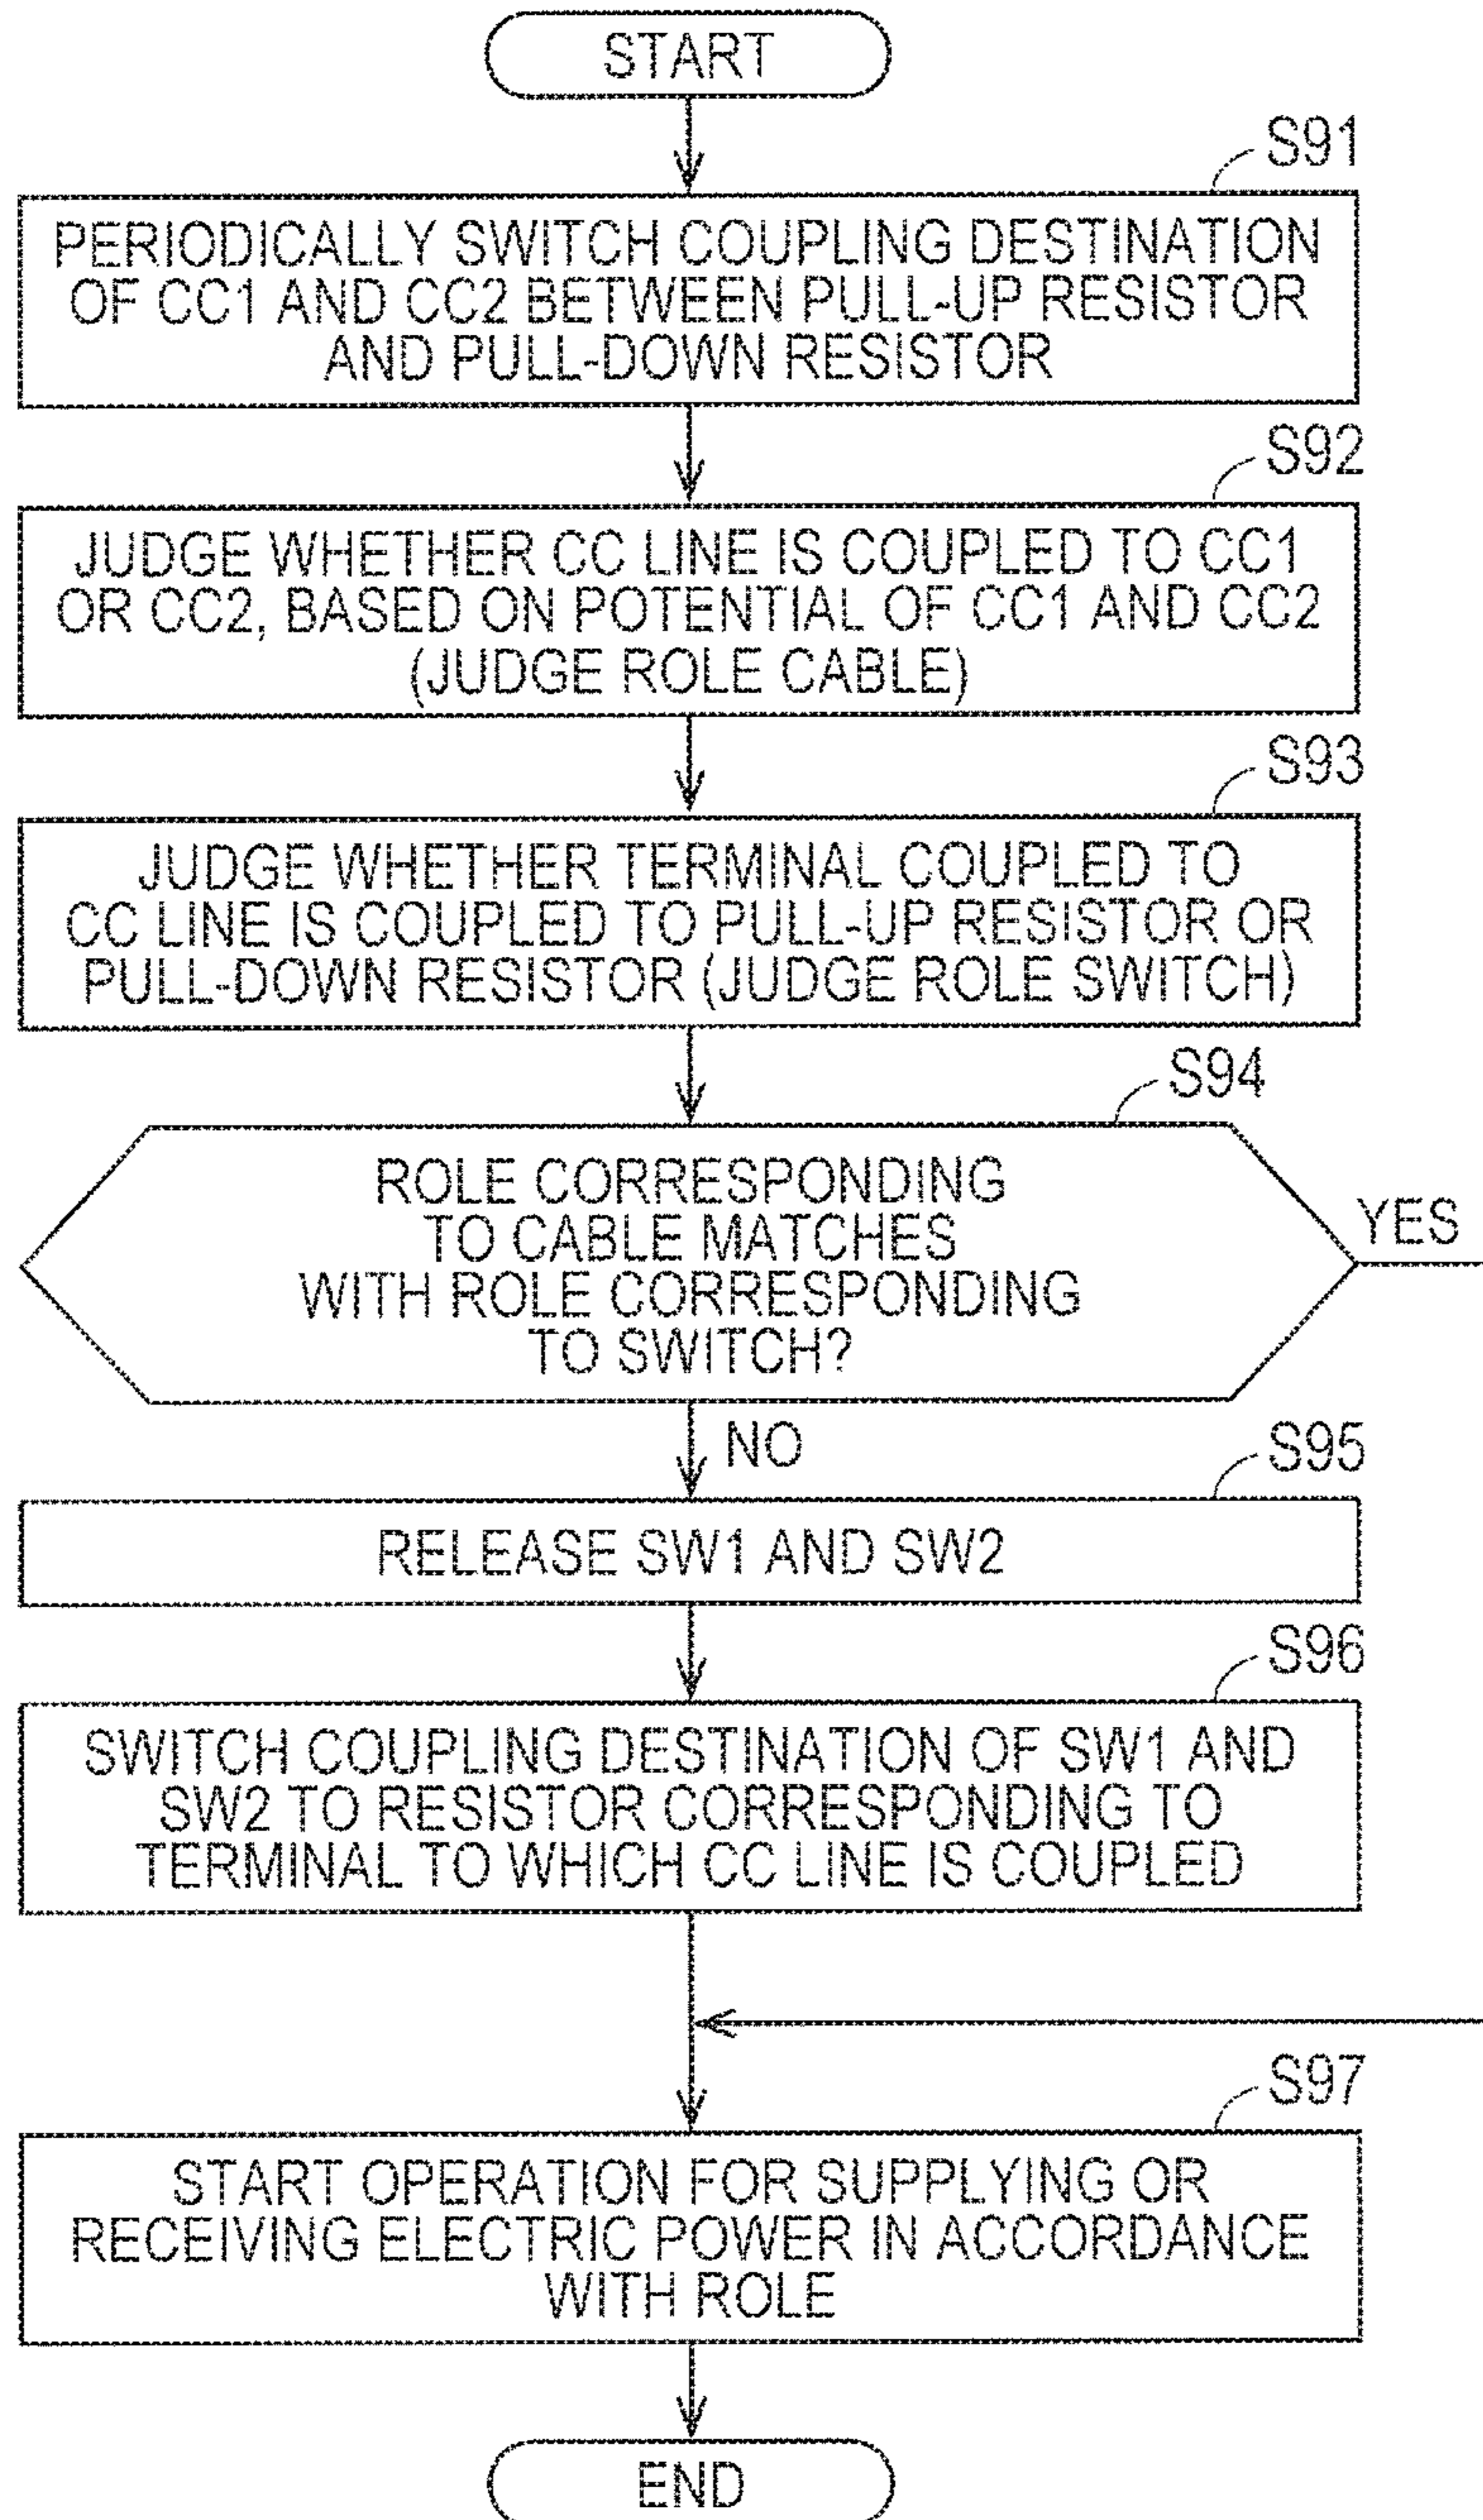 START
S91
PERIODICALLY SWITCH COUPLING DESTINATION
OF CC1 AND CC2 BETWEEN PULL-UP RESISTOR
AND PULL-DOWN RESISTOR
S92
JUDGE WHETHER CC LINE IS COUPLED TO CC1
OR CC2, BASED ON POTENTIAL OF CC1 AND CC2
(JUDGE ROLE CABLE)
S93
JUDGE WHETHER TERMINAL COUPLED TO
CC LINE IS COUPLED TO PULL-UP RESISTOR OR
PULL-DOWN RESISTOR (JUDGE ROLE SWITCH)
S94
ROLE CORRESPONDING
TO CABLE MATCHES
WITH ROLE CORRESPONDING
TO SWITCH?
YES
NO
S95
RELEASE SW1 AND SW2
S96
SWITCH COUPLING DESTINATION OF SW1 AND
SW2 TO RESISTOR CORRESPONDING TO
TERMINAL TO WHICH CC LINE IS COUPLED
S97
START OPERATION FOR SUPPLYING OR
RECEIVING ELECTRIC POWER IN ACCORDANCE
WITH ROLE
END